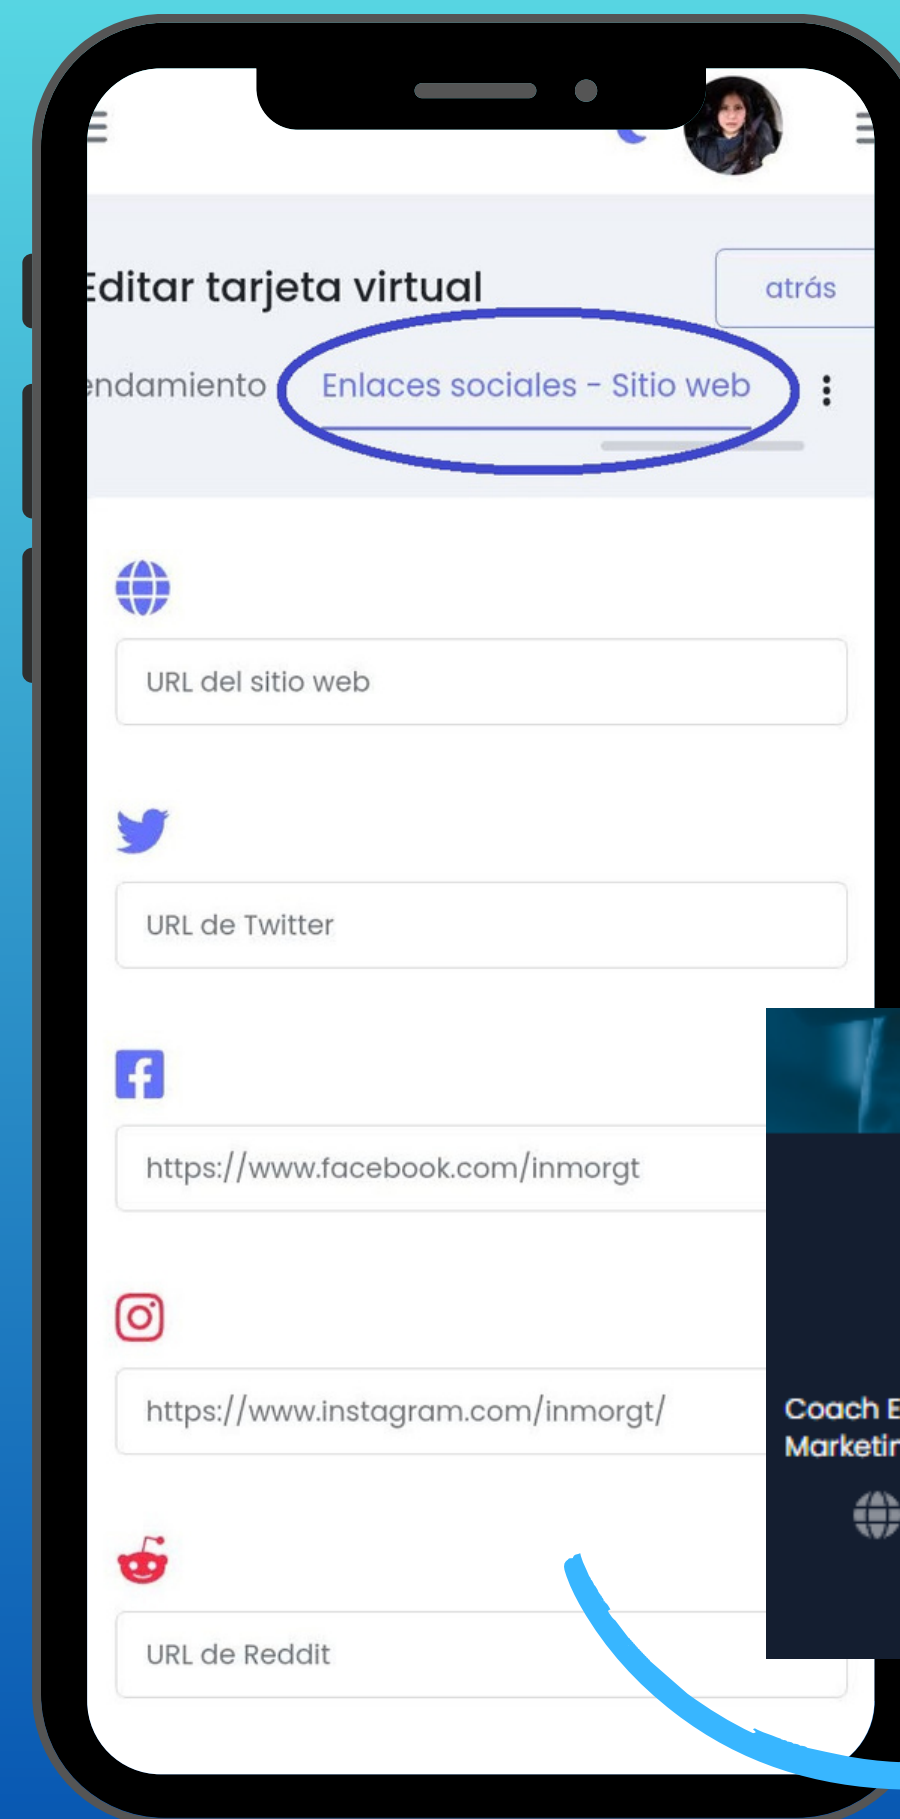 Editar tarjeta virtual
atrás
endamiento
Enlaces sociales - Sitio web
URL del sitio web
URL de Twitter
https://www.facebook.com/inmorgt
https://www.instagram.com/inmorgt/
URL de Reddit
Coach E
Marketin